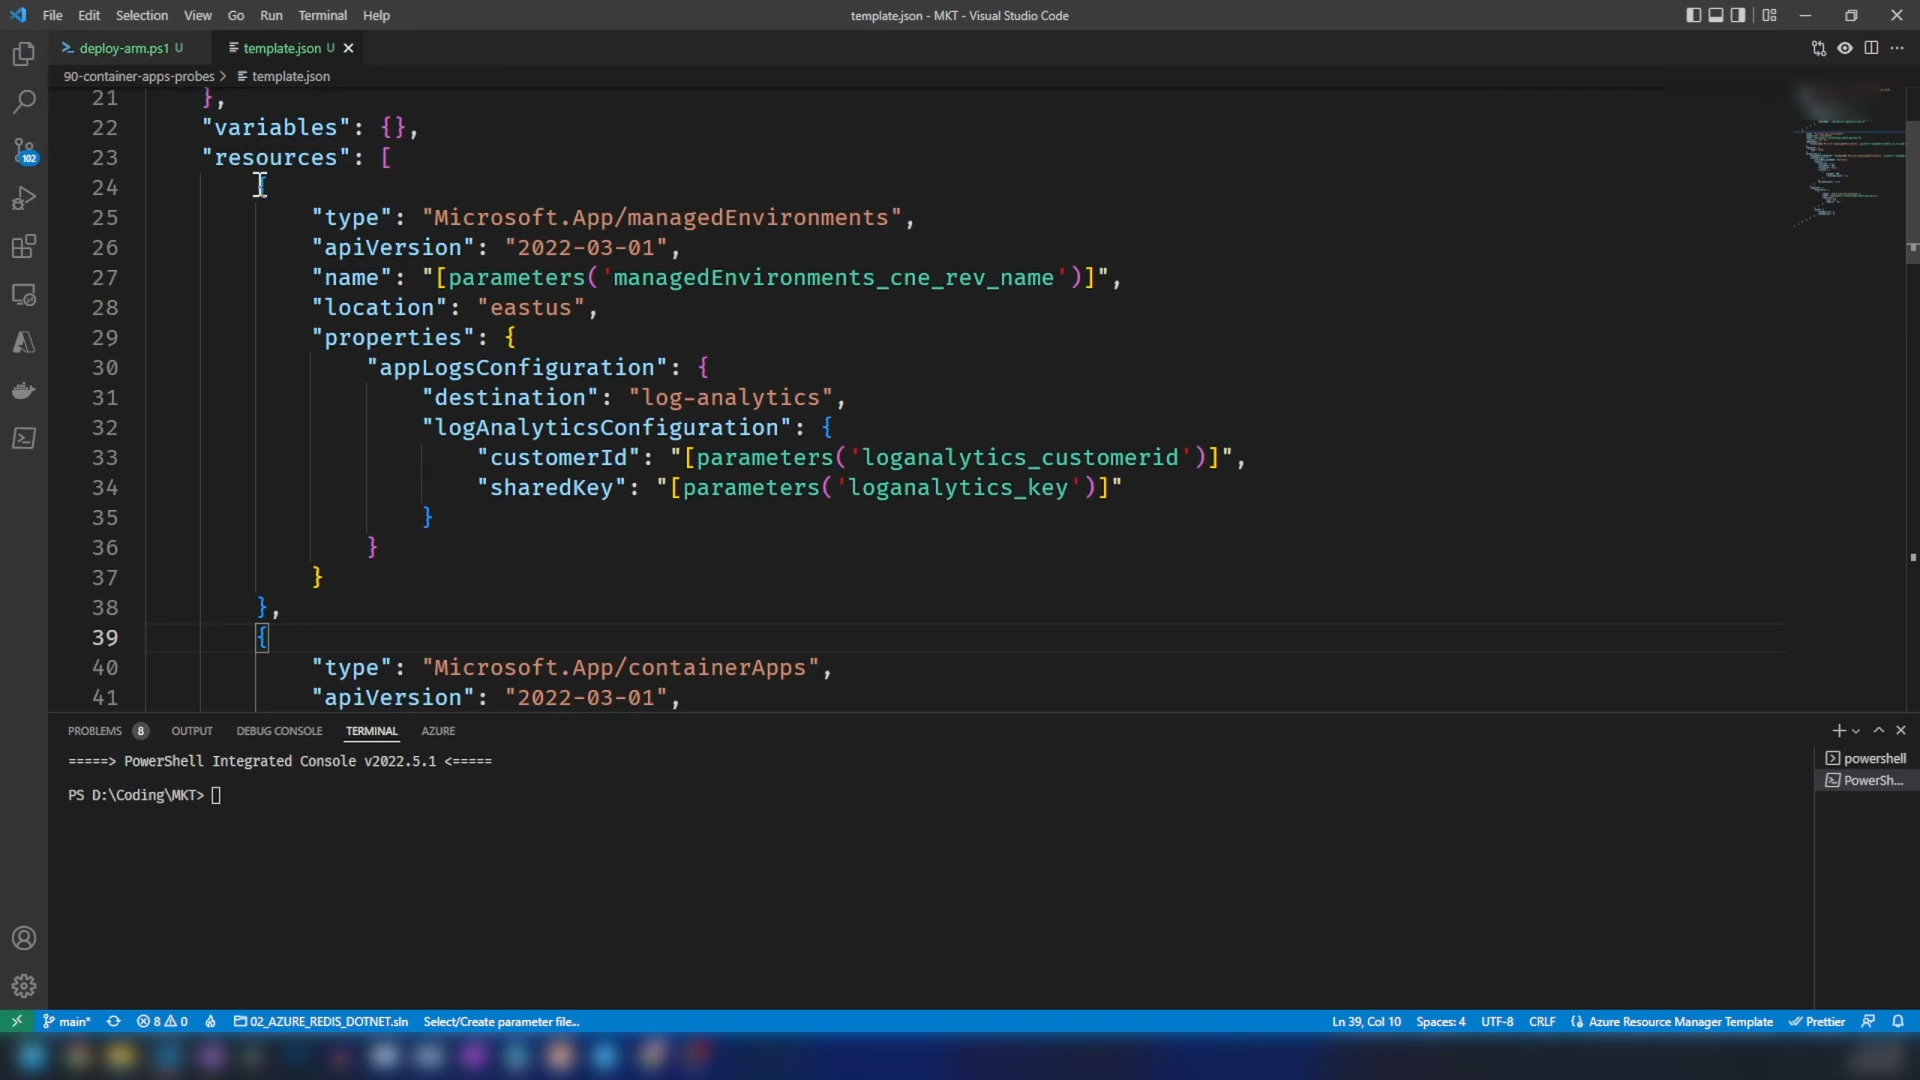 File Edit Selection View Go Run Terminal Help
template.json - MKT - Visual Studio Code
deploy-arm.ps1 U
template.json U
90-container-apps-probes > template.json
21 },
22 "variables": {},
23 "resources": [
24 {
25 "type": "Microsoft.App/managedEnvironments",
26 "apiVersion": "2022-03-01",
27 "name": "[parameters('managedEnvironments_cne_rev_name')]",
28 "location": "eastus",
29 "properties": {
30 "appLogsConfiguration": {
31 "destination": "log-analytics",
32 "logAnalyticsConfiguration": {
33 "customerId": "[parameters('loganalytics_customerid')]",
34 "sharedKey": "[parameters('loganalytics_key')]"
35 }
36 }
37 }
38 },
39 {
40 "type": "Microsoft.App/containerApps",
41 "apiVersion": "2022-03-01",
102
PROBLEMS 8 OUTPUT DEBUG CONSOLE TERMINAL AZURE
=====> PowerShell Integrated Console v2022.5.1 <=====
PS D:\Coding\MKT>
powershell
PowerSh...
main* 8 0 02_AZURE_REDIS_DOTNET.sln Select/Create parameter file... Ln 39, Col 10 Spaces: 4 UTF-8 CRLF {} Azure Resource Manager Template Prettier